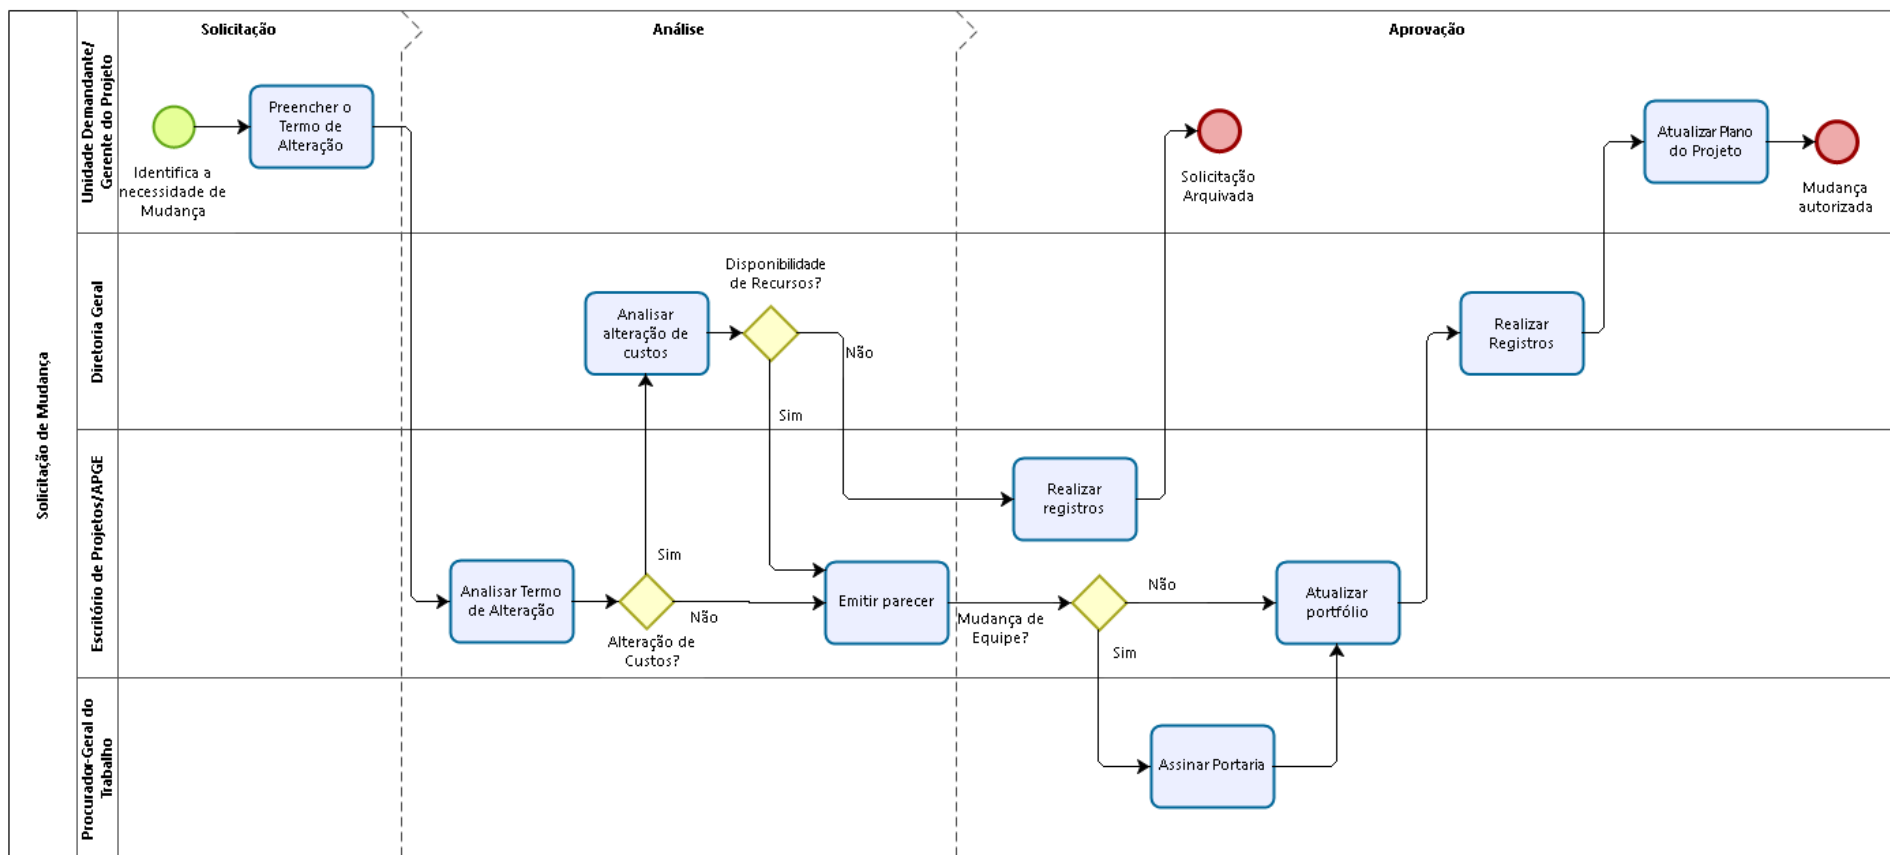 Solicitação
Análise
Aprovação
Solicitação de Mudança
Unidade Demandante/
Gerente do Projeto
Identifica a
necessidade de
Mudança
Preencher o
Termo de
Alteração
Solicitação
Arquivada
Atualizar Plano
do Projeto
Mudança
autorizada
Diretoria Geral
Analisar
alteração de
custos
Disponibilidade
de Recursos?
Não
Sim
Realizar
Registros
Escritório de Projetos/APGE
Analisar Termo
de Alteração
Sim
Não
Alteração de
Custos?
Emitir parecer
Realizar
registros
Mudança de
Equipe?
Não
Sim
Atualizar
portfólio
Procurador-Geral do
Trabalho
Assinar Portaria